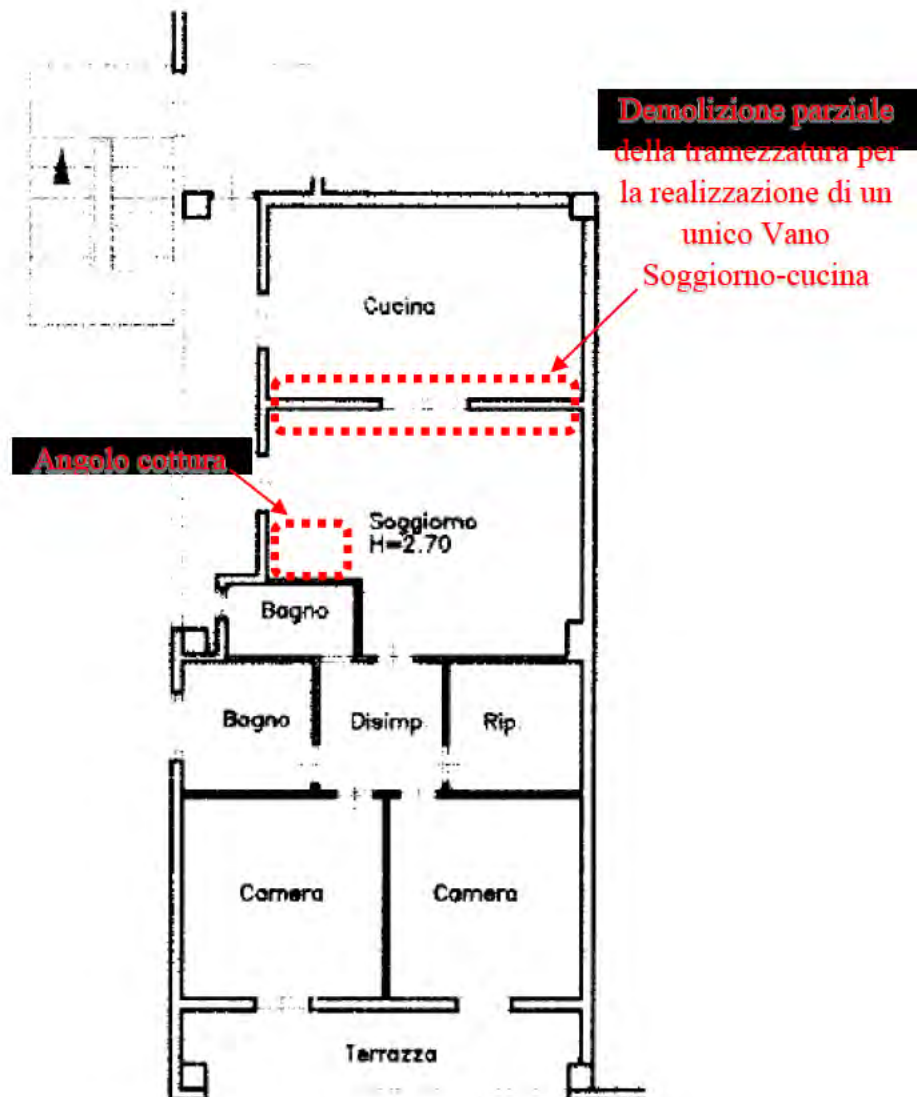 Demolizione parziale
della tramezzatura per
la realizzazione di un
unico Vano
Soggiorno-cucina
Cucina
Angolo cottura
Soggiorno
H=2.70
Bagno
Bagno
Disimp.
Rip.
Camera
Camera
Terrazza